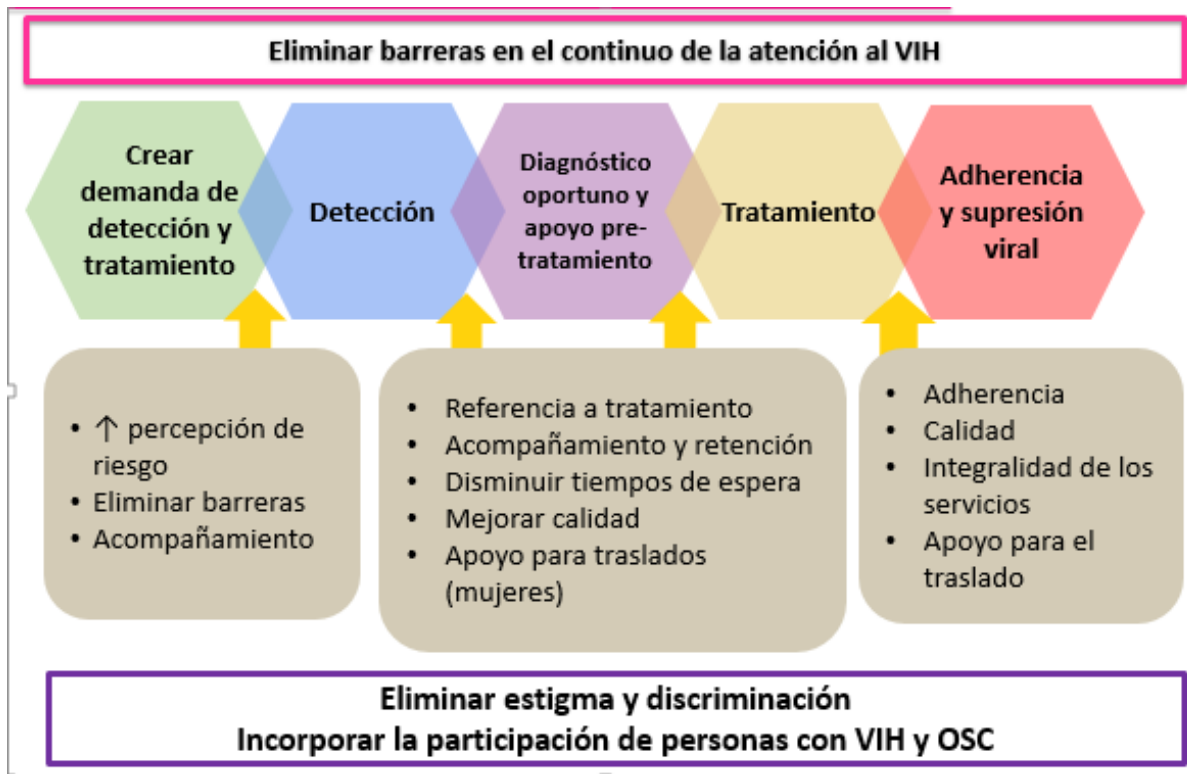 Eliminar barreras en el continuo de la atención al VIH
Crear
demanda de
detección y
tratamiento
Detección
Diagnóstico
oportuno y
apoyo pre-
tratamiento
Tratamiento
Adherencia
y supresión
viral
• ↑ percepción de
riesgo
• Eliminar barreras
• Acompañamiento
• Referencia a tratamiento
• Acompañamiento y retención
• Disminuir tiempos de espera
• Mejorar calidad
• Apoyo para traslados
(mujeres)
• Adherencia
• Calidad
• Integralidad de los
servicios
• Apoyo para el
traslado
Eliminar estigma y discriminación
Incorporar la participación de personas con VIH y OSC